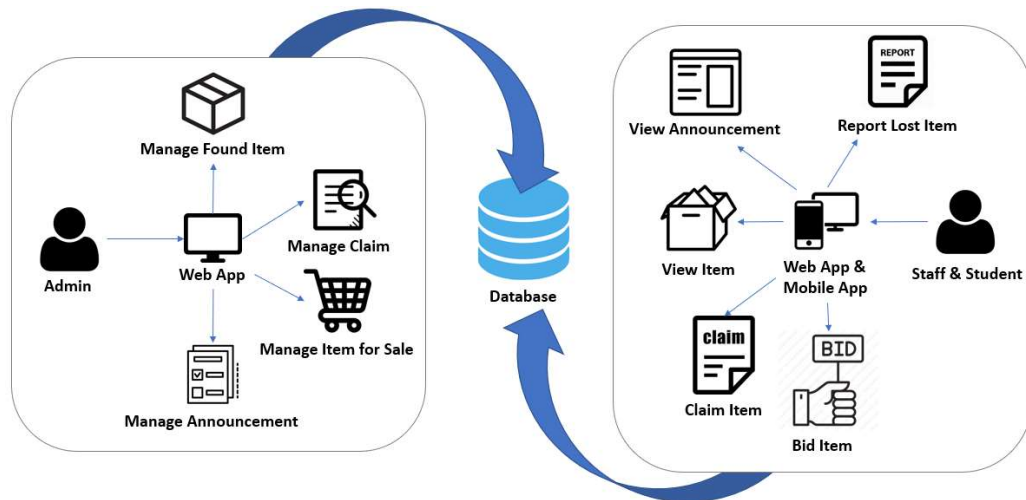 Manage Found Item
Manage Claim
Admin
Web App
Manage Item for Sale
Manage Announcement
Database
REPORT
View Announcement
Report Lost Item
View Item
Web App &
Mobile App
Staff & Student
claim
Claim Item
BID
Bid Item